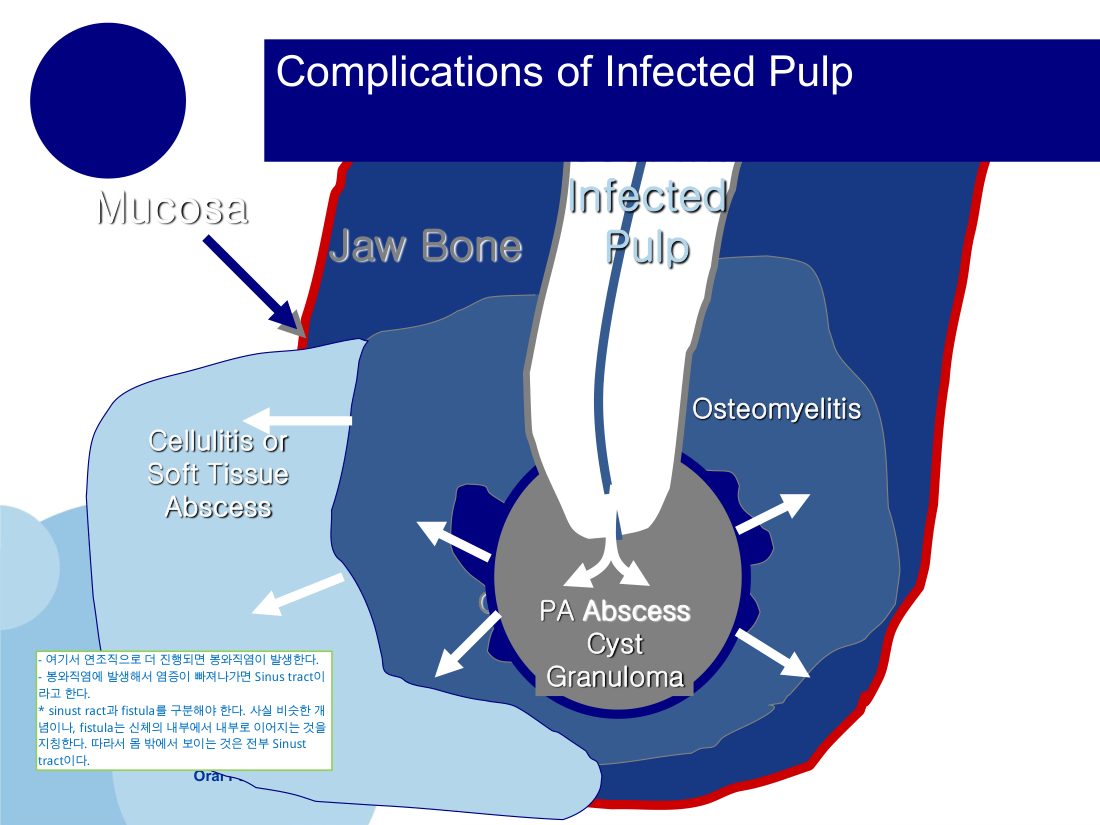 Complications of Infected Pulp
Mucosa
Jaw Bone
Infected
Pulp
Osteomyelitis
Cellulitis or
Soft Tissue
Abscess
PA Abscess
Cyst
Granuloma
- 여기서 연조직으로 더 진행되면 봉와직염이 발생한다.
- 봉와직염에 발생해서 염증이 빠져나가면 Sinus tract이
라고 한다.
* sinust ract과 fistula를 구분해야 한다. 사실 비슷한 개
념이나, fistula는 신체의 내부에서 내부로 이어지는 것을
지칭한다. 따라서 몸 밖에서 보이는 것은 전부 Sinust
tract이다.
Oral